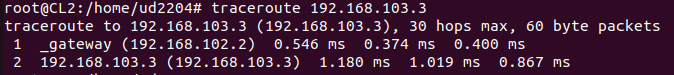 root@CL2:/home/ud2204# traceroute 192.168.103.3
traceroute to 192.168.103.3 (192.168.103.3), 30 hops max, 60 byte packets
 1  _gateway (192.168.102.2)  0.546 ms  0.374 ms  0.400 ms
 2  192.168.103.3 (192.168.103.3)  1.180 ms  1.019 ms  0.867 ms